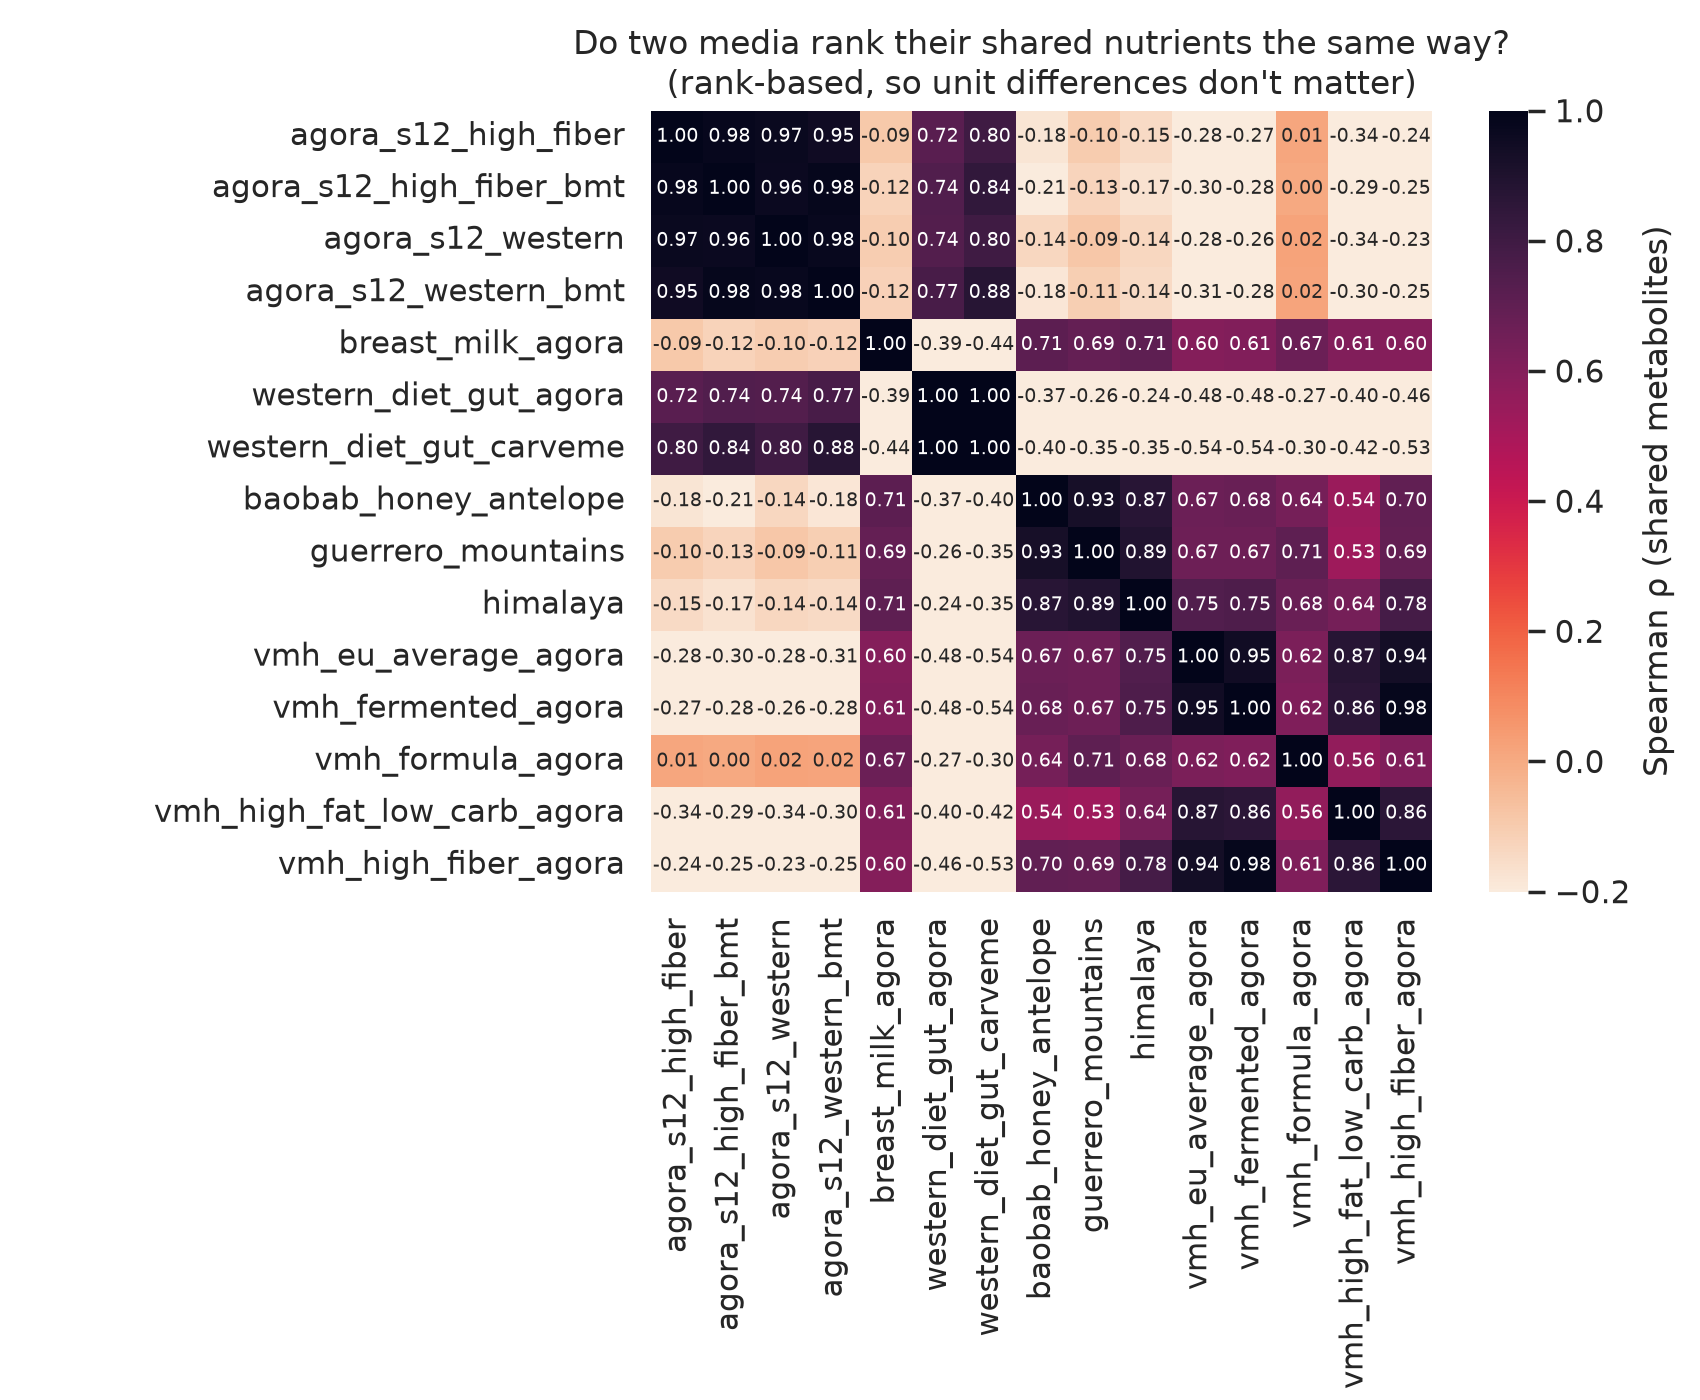 Do two media rank their shared nutrients the same way?
(rank-based, so unit differences don't matter)
agora_s12_high_fiber 1.00 0.98 0.97 0.95 -0.09 0.72 0.80 -0.18 -0.10 -0.15 -0.28 -0.27 0.01 -0.34 -0.24
agora_s12_high_fiber_bmt 0.98 1.00 0.96 0.98 -0.12 0.74 0.84 -0.21 -0.13 -0.17 -0.30 -0.28 0.00 -0.29 -0.25
agora_s12_western 0.97 0.96 1.00 0.98 -0.10 0.74 0.80 -0.14 -0.09 -0.14 -0.28 -0.26 0.02 -0.34 -0.23
agora_s12_western_bmt 0.95 0.98 0.98 1.00 -0.12 0.77 0.88 -0.18 -0.11 -0.14 -0.31 -0.28 0.02 -0.30 -0.25
breast_milk_agora -0.09 -0.12 -0.10 -0.12 1.00 -0.39 -0.44 0.71 0.69 0.71 0.60 0.61 0.67 0.61 0.60
western_diet_gut_agora 0.72 0.74 0.74 0.77 -0.39 1.00 1.00 -0.37 -0.26 -0.24 -0.48 -0.48 -0.27 -0.40 -0.46
western_diet_gut_carveme 0.80 0.84 0.80 0.88 -0.44 1.00 1.00 -0.40 -0.35 -0.35 -0.54 -0.54 -0.30 -0.42 -0.53
baobab_honey_antelope -0.18 -0.21 -0.14 -0.18 0.71 -0.37 -0.40 1.00 0.93 0.87 0.67 0.68 0.64 0.54 0.70
guerrero_mountains -0.10 -0.13 -0.09 -0.11 0.69 -0.26 -0.35 0.93 1.00 0.89 0.67 0.67 0.71 0.53 0.69
himalaya -0.15 -0.17 -0.14 -0.14 0.71 -0.24 -0.35 0.87 0.89 1.00 0.75 0.75 0.68 0.64 0.78
vmh_eu_average_agora -0.28 -0.30 -0.28 -0.31 0.60 -0.48 -0.54 0.67 0.67 0.75 1.00 0.95 0.62 0.87 0.94
vmh_fermented_agora -0.27 -0.28 -0.26 -0.28 0.61 -0.48 -0.54 0.68 0.67 0.75 0.95 1.00 0.62 0.86 0.98
vmh_formula_agora 0.01 0.00 0.02 0.02 0.67 -0.27 -0.30 0.64 0.71 0.68 0.62 0.62 1.00 0.56 0.61
vmh_high_fat_low_carb_agora -0.34 -0.29 -0.34 -0.30 0.61 -0.40 -0.42 0.54 0.53 0.64 0.87 0.86 0.56 1.00 0.86
vmh_high_fiber_agora -0.24 -0.25 -0.23 -0.25 0.60 -0.46 -0.53 0.70 0.69 0.78 0.94 0.98 0.61 0.86 1.00
agora_s12_high_fiber
agora_s12_high_fiber_bmt
agora_s12_western
agora_s12_western_bmt
breast_milk_agora
western_diet_gut_agora
western_diet_gut_carveme
baobab_honey_antelope
guerrero_mountains
himalaya
vmh_eu_average_agora
vmh_fermented_agora
vmh_formula_agora
vmh_high_fat_low_carb_agora
vmh_high_fiber_agora
1.0
0.8
0.6
0.4
0.2
0.0
−0.2
Spearman ρ (shared metabolites)